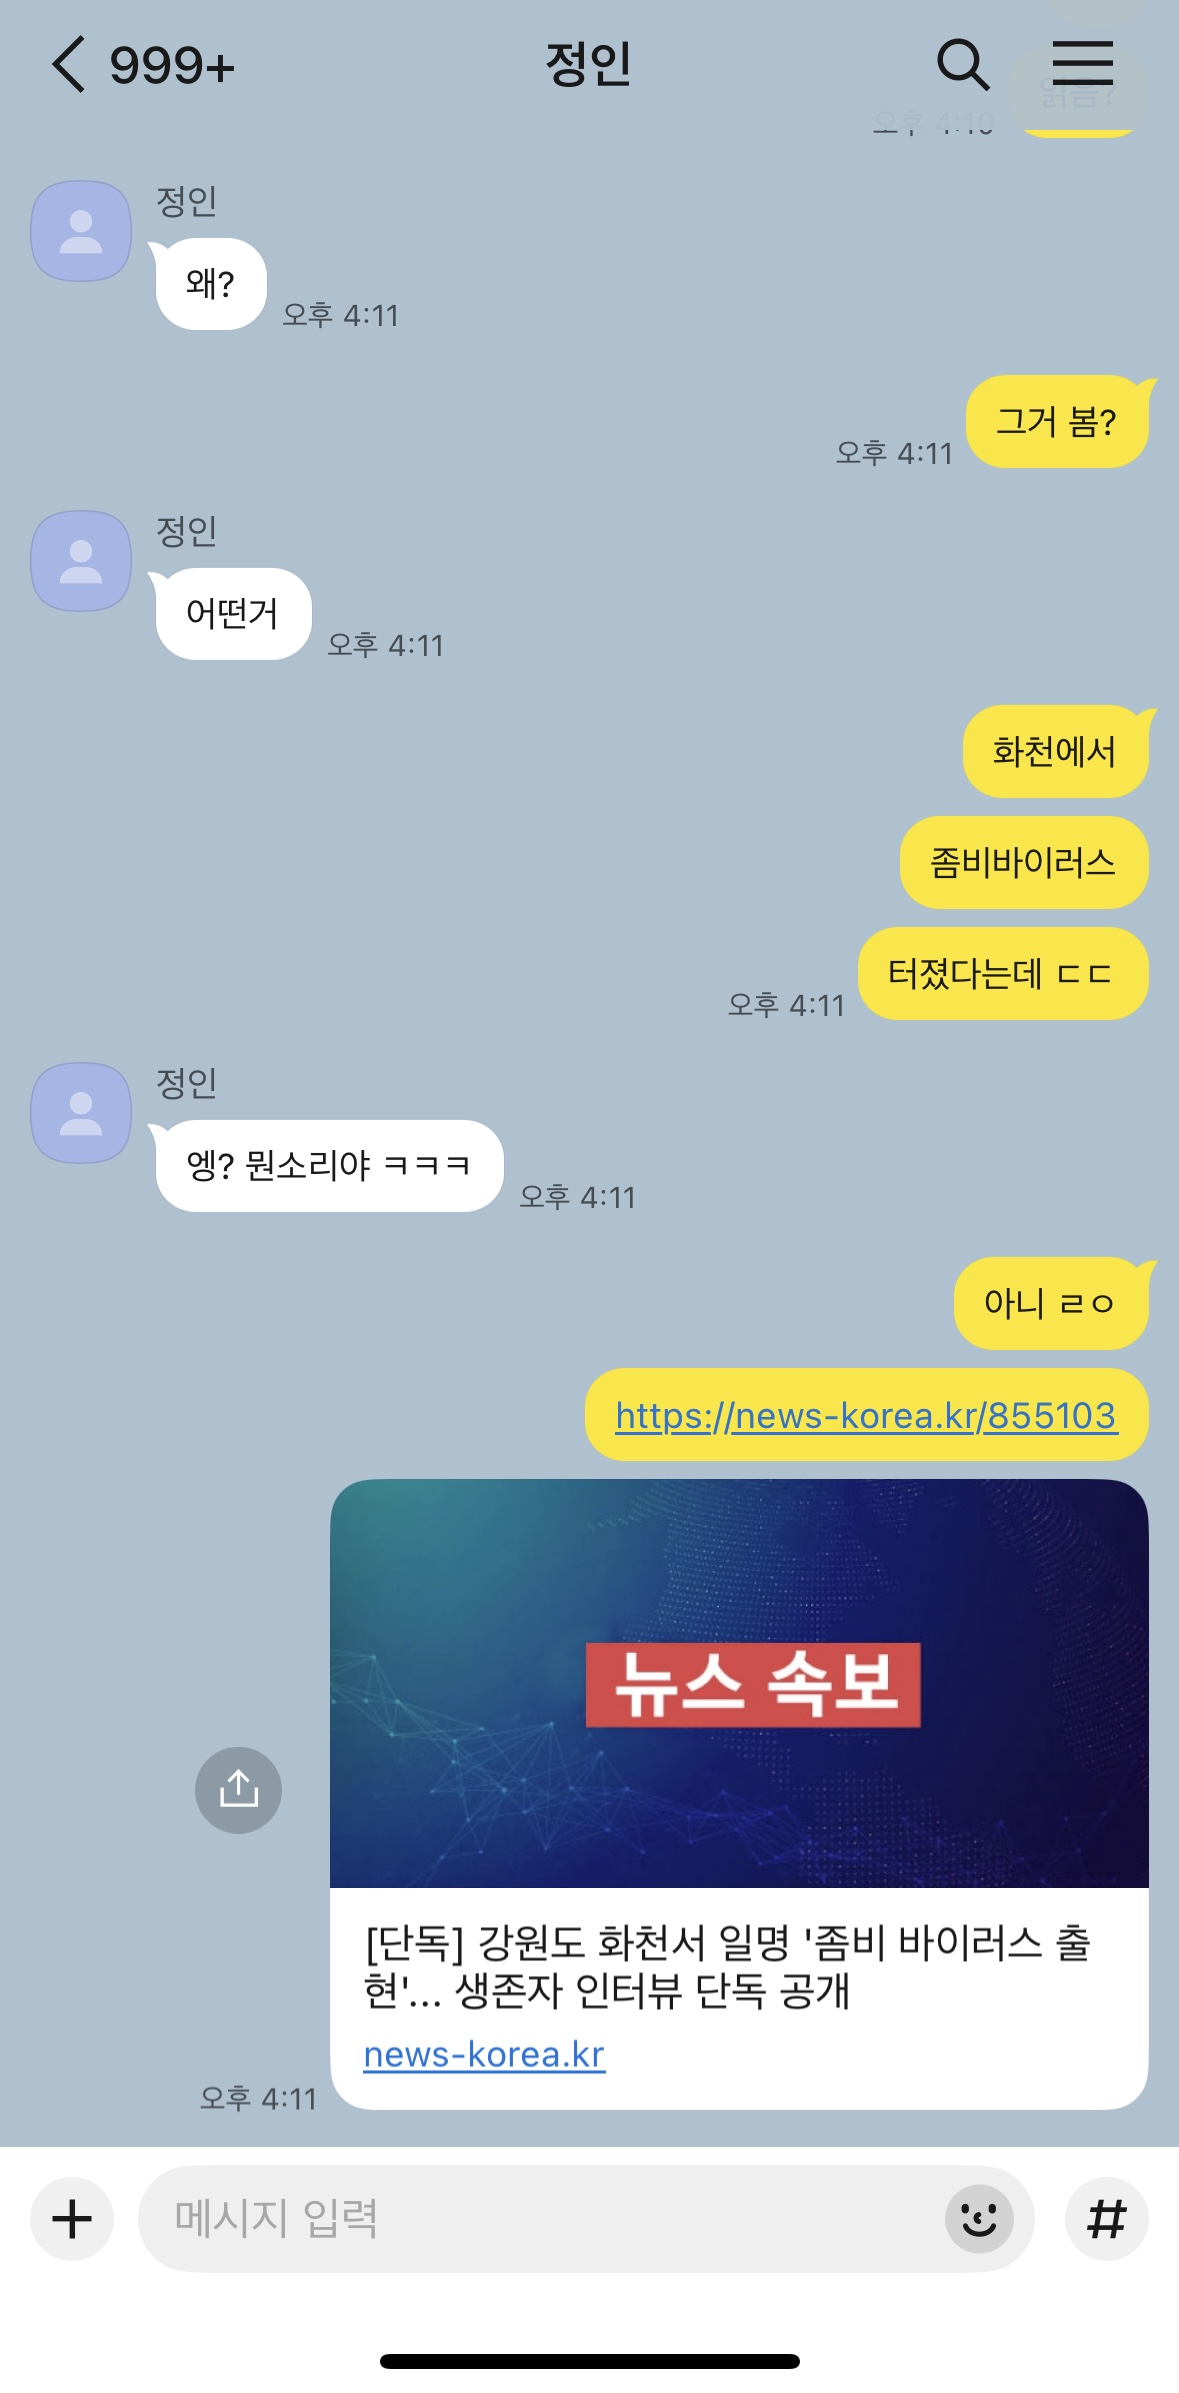 999+
정인
읽음?
오후 4:10
정인
왜?
오후 4:11
그거 봄?
오후 4:11
정인
어떤거
오후 4:11
화천에서
좀비바이러스
터졌다는데 ㄷㄷ
오후 4:11
정인
엥? 뭔소리야 ㅋㅋㅋ
오후 4:11
아니 ㄹㅇ
https://news-korea.kr/855103
뉴스 속보
[단독] 강원도 화천서 일명 '좀비 바이러스 출
현'... 생존자 인터뷰 단독 공개
news-korea.kr
오후 4:11
메시지 입력
#